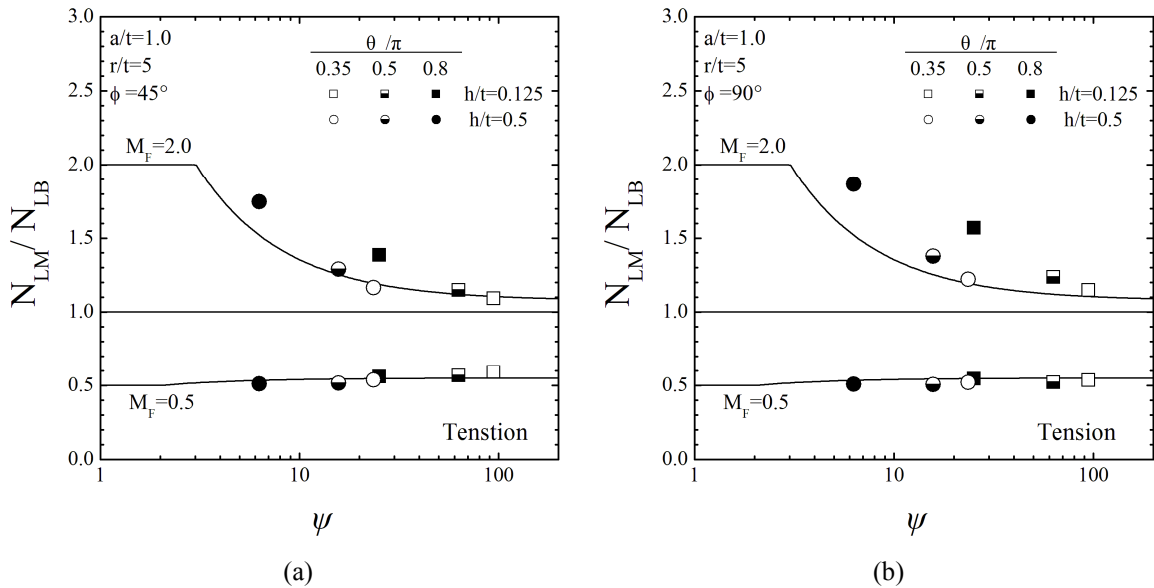 3.0
2.5
2.0
1.5
1.0
0.5
0.0
N_LM / N_LB
a/t=1.0
r/t=5
ϕ =45°
θ /π
0.35 0.5 0.8
h/t=0.125
h/t=0.5
M_F=2.0
M_F=0.5
Tenstion
1 10 100
ψ
(a)
3.0
2.5
2.0
1.5
1.0
0.5
0.0
N_LM / N_LB
a/t=1.0
r/t=5
ϕ =90°
θ /π
0.35 0.5 0.8
h/t=0.125
h/t=0.5
M_F=2.0
M_F=0.5
Tension
1 10 100
ψ
(b)